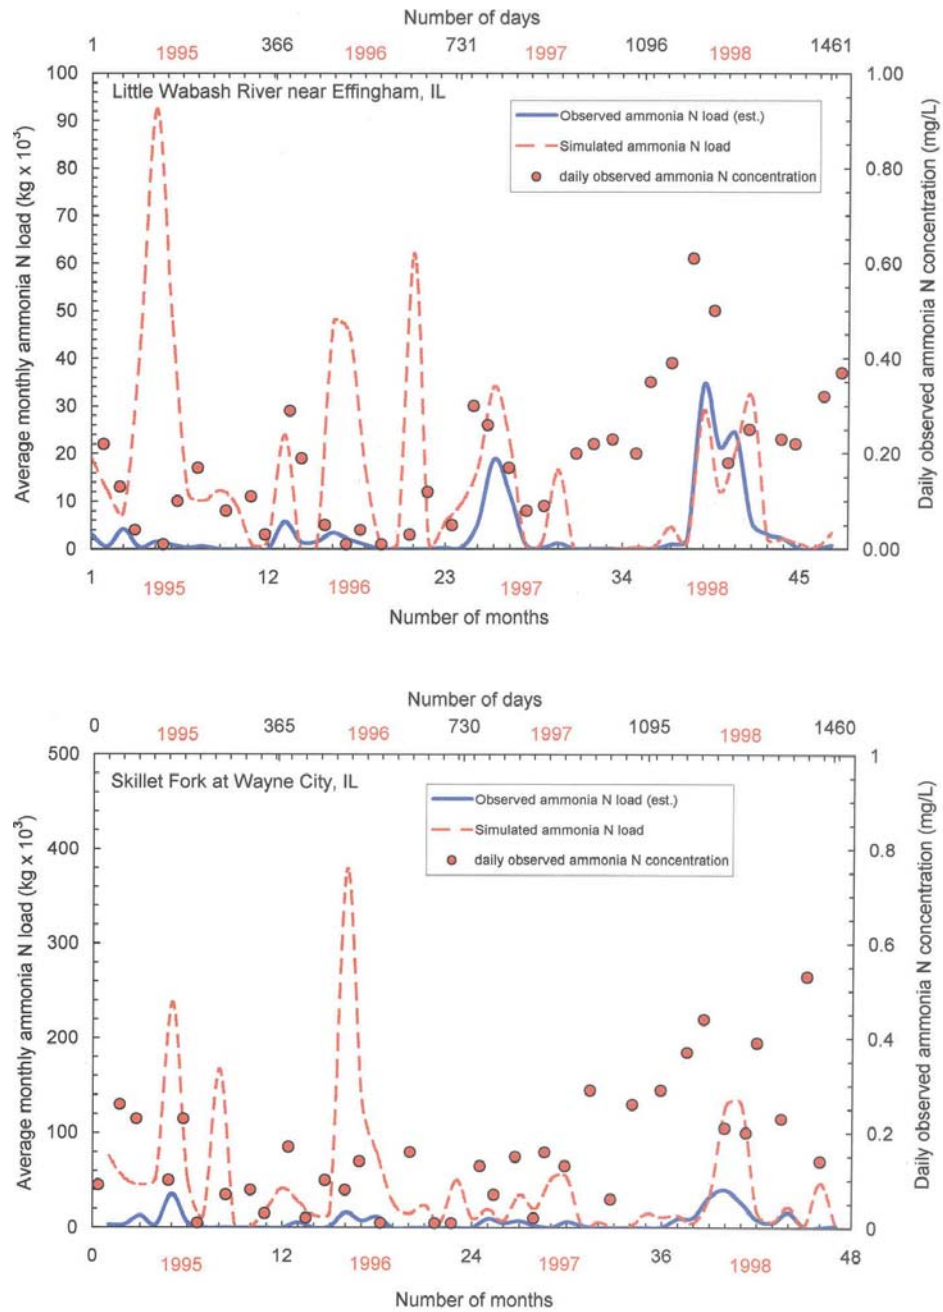 Number of days
1 366 731 1096 1461
1995 1996 1997 1998
100 1.00
Little Wabash River near Effingham, IL
90
Observed ammonia N load (est.)
80 0.80
Simulated ammonia N load
daily observed ammonia N concentration
70
60 0.60
50
40 0.40
30
20 0.20
10
0 0.00
Average monthly ammonia N load (kg x 10³)
Daily observed ammonia N concentration (mg/L)
1 12 23 34 45
1995 1996 1997 1998
Number of months
Number of days
0 365 730 1095 1460
1995 1996 1997 1998
500 1
Skillet Fork at Wayne City, IL
Observed ammonia N load (est.)
Simulated ammonia N load
daily observed ammonia N concentration
400 0.8
300 0.6
200 0.4
100 0.2
0 0
Average monthly ammonia N load (kg x 10³)
Daily observed ammonia N concentration (mg/L)
0 12 24 36 48
1995 1996 1997 1998
Number of months